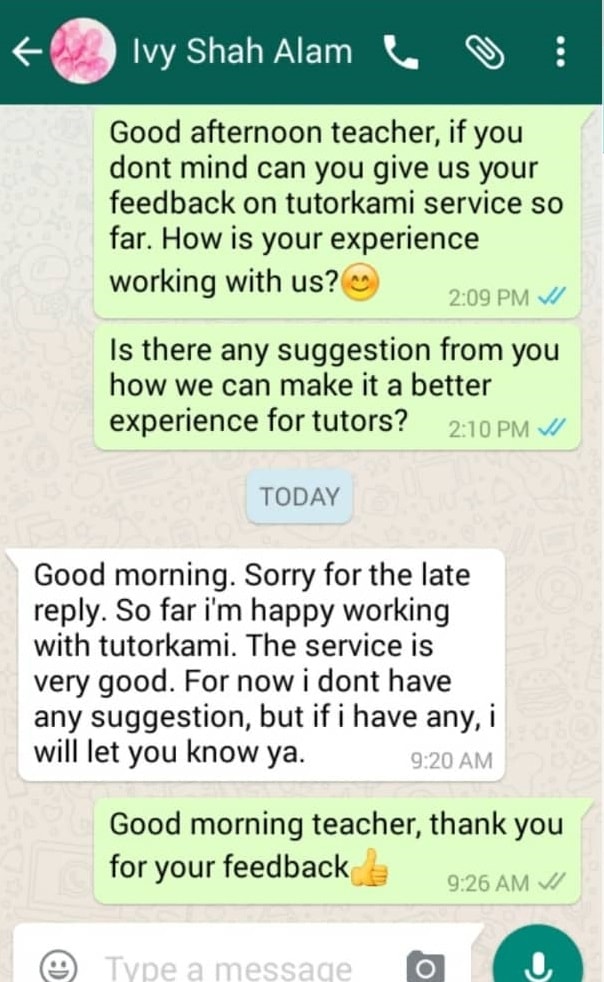 Ivy Shah Alam
Good afternoon teacher, if you
dont mind can you give us your
feedback on tutorkami service so
far. How is your experience
working with us?😊
2:09 PM
Is there any suggestion from you
how we can make it a better
experience for tutors?
2:10 PM
TODAY
Good morning. Sorry for the late
reply. So far i'm happy working
with tutorkami. The service is
very good. For now i dont have
any suggestion, but if i have any, i
will let you know ya.
9:20 AM
Good morning teacher, thank you
for your feedback👍
9:26 AM
Type a message